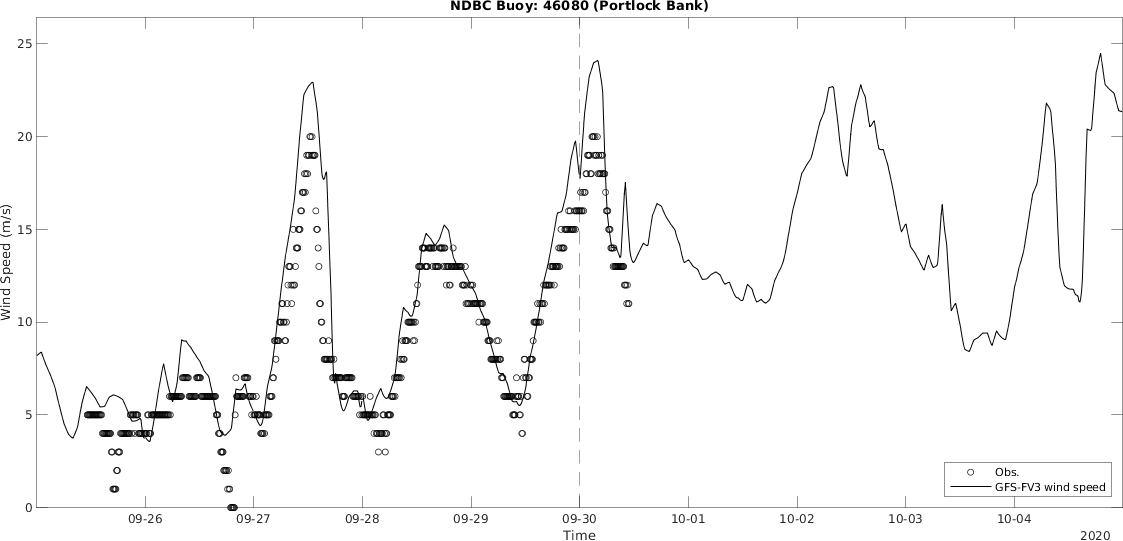 NDBC Buoy: 46080 (Portlock Bank)
25
20
15
10
5
0
Wind Speed (m/s)
09-26 09-27 09-28 09-29 09-30 10-01 10-02 10-03 10-04
Time
2020
Obs.
GFS-FV3 wind speed